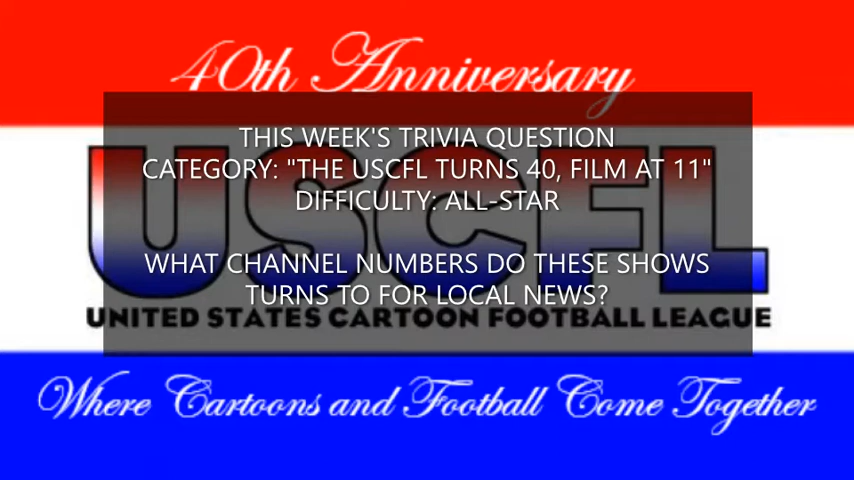 40th Anniversary
THIS WEEK'S TRIVIA QUESTION
CATEGORY: "THE USCFL TURNS 40, FILM AT 11"
DIFFICULTY: ALL-STAR
USCFL
WHAT CHANNEL NUMBERS DO THESE SHOWS
TURNS TO FOR LOCAL NEWS?
UNITED STATES CARTOON FOOTBALL LEAGUE
Where Cartoons and Football Come Together